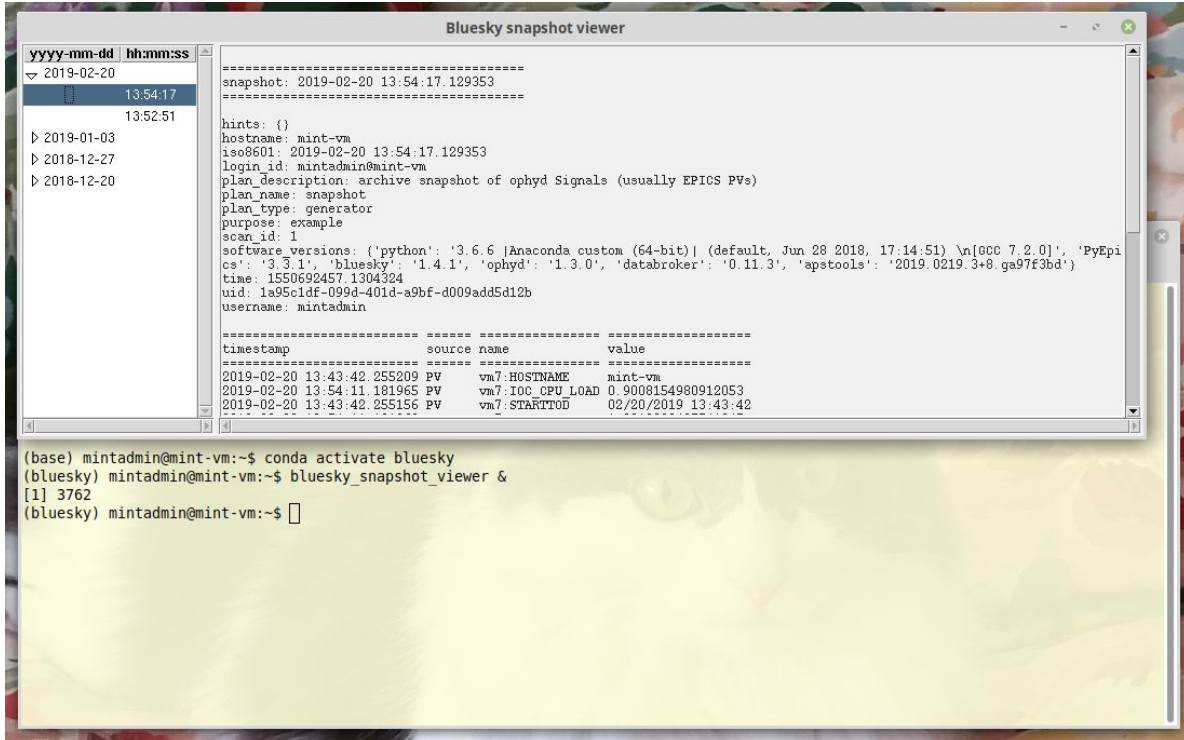 Bluesky snapshot viewer
yyyy-mm-dd hh:mm:ss
2019-02-20
13:54:17
13:52:51
2019-01-03
2018-12-27
2018-12-20
========================================
snapshot: 2019-02-20 13:54:17.129353
========================================
hints: {}
hostname: mint-vm
iso8601: 2019-02-20 13:54:17.129353
login_id: mintadmin@mint-vm
plan_description: archive snapshot of ophyd Signals (usually EPICS PVs)
plan_name: snapshot
plan_type: generator
purpose: example
scan_id: 1
software_versions: {'python': '3.6.6 |Anaconda custom (64-bit)| (default, Jun 28 2018, 17:14:51) \n[GCC 7.2.0]', 'PyEpi
cs': '3.3.1', 'bluesky': '1.4.1', 'ophyd': '1.3.0', 'databroker': '0.11.3', 'apstools': '2019.0219.3+8.ga97f3bd'}
time: 1550692457.1304324
uid: 1a95c1df-099d-401d-a9bf-d009add5d12b
username: mintadmin
========================== ====== ================ ===================
timestamp source name value
========================== ====== ================ ===================
2019-02-20 13:43:42.255209 PV vm7:HOSTNAME mint-vm
2019-02-20 13:54:11.181965 PV vm7:IOC_CPU_LOAD 0.9008154980912053
2019-02-20 13:43:42.255156 PV vm7:STARTTOD 02/20/2019 13:43:42
(base) mintadmin@mint-vm:~$ conda activate bluesky
(bluesky) mintadmin@mint-vm:~$ bluesky_snapshot_viewer &
[1] 3762
(bluesky) mintadmin@mint-vm:~$